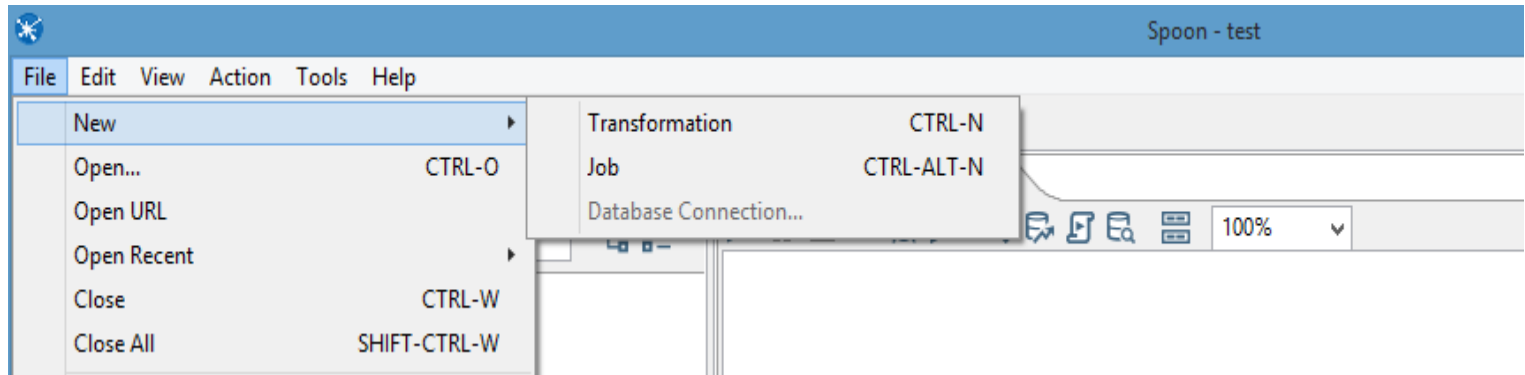 Spoon - test
File Edit View Action Tools Help
New
Transformation CTRL-N
Open... CTRL-O
Job CTRL-ALT-N
Open URL
Database Connection...
100%
Open Recent
Close CTRL-W
Close All SHIFT-CTRL-W